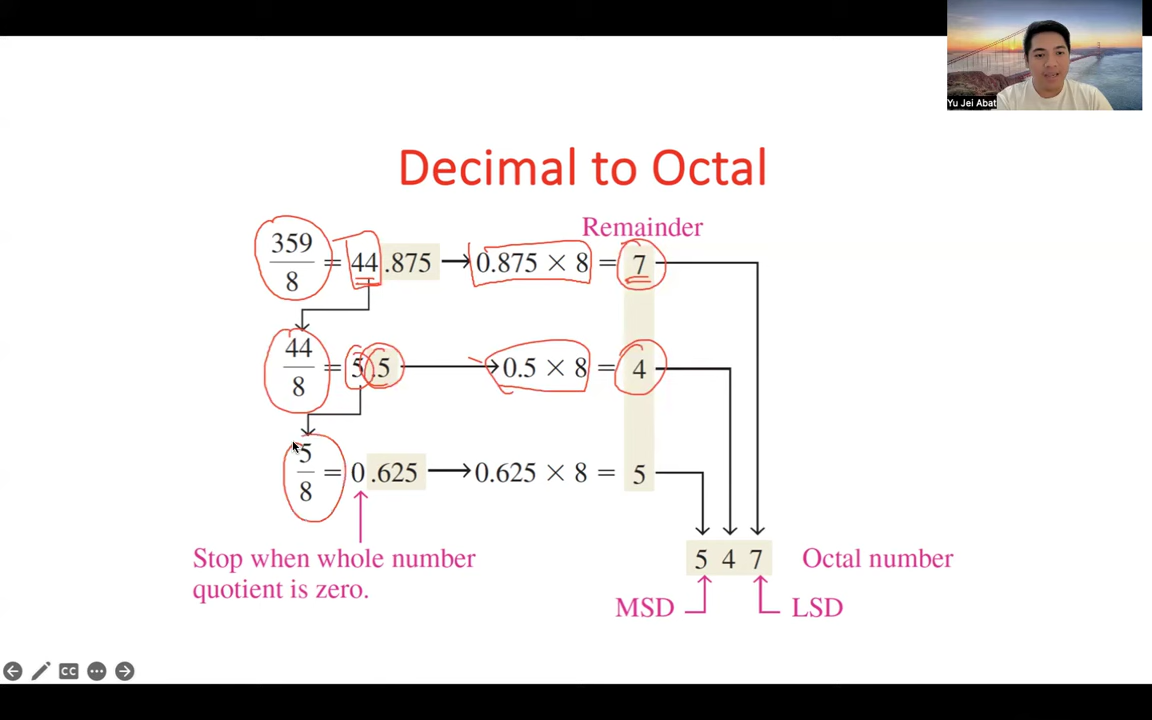 Yu Jei Abat
Decimal to Octal
Remainder
359/8 = 44.875 → 0.875 × 8 = 7
44/8 = 5.5 → 0.5 × 8 = 4
5/8 = 0.625 → 0.625 × 8 = 5
Stop when whole number
quotient is zero.
5 4 7 Octal number
MSD LSD
CC